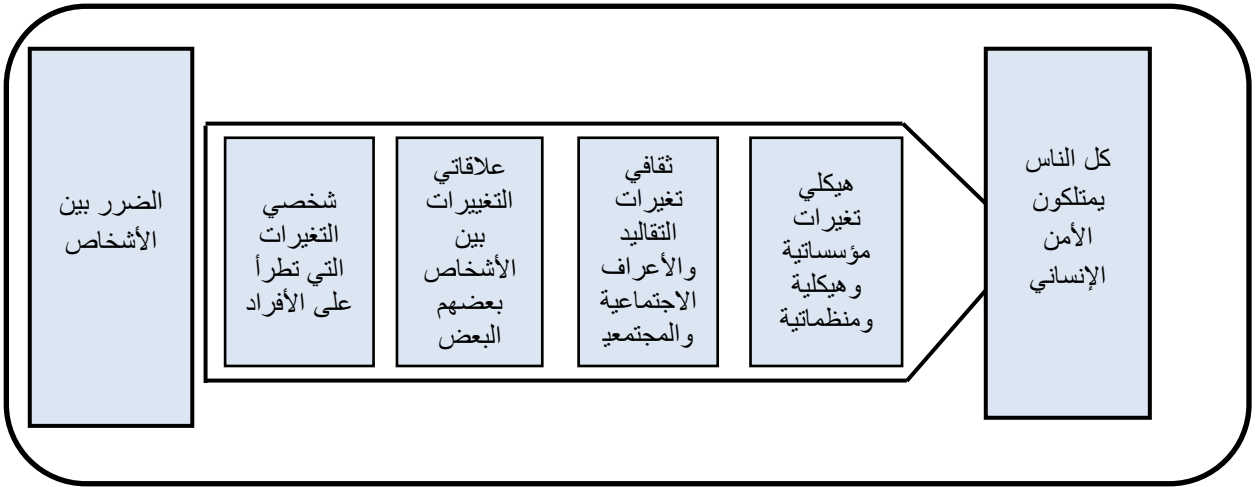 الضرر بين
الأشخاص
شخصي
التغيرات
التي تطرأ
على الأفراد
علاقاتي
التغييرات
بين
الأشخاص
بعضهم
البعض
ثقافي
تغيرات
التقاليد
والأعراف
الاجتماعية
والمجتمعيـ
هيكلي
تغيرات
مؤسساتية
وهيكلية
ومنظماتية
كل الناس
يمتلكون
الأمن
الإنساني